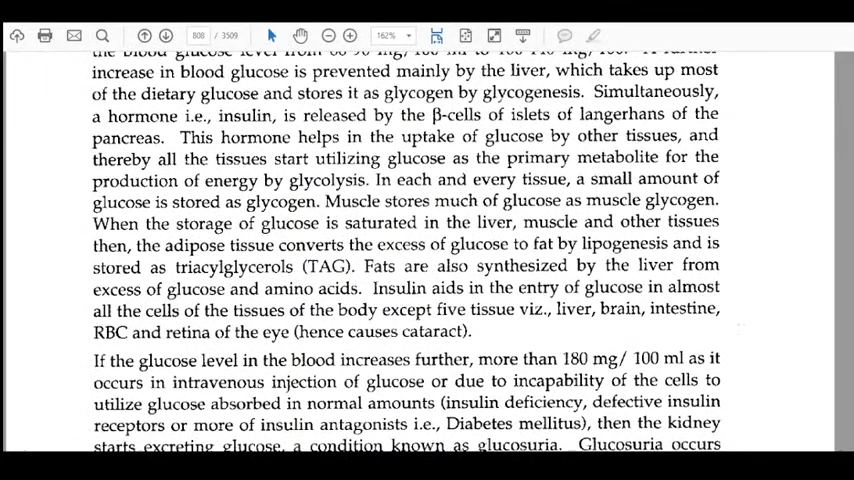 808 / 3509
162%
the blood glucose level from
increase in blood glucose is prevented mainly by the liver, which takes up most
of the dietary glucose and stores it as glycogen by glycogenesis. Simultaneously,
a hormone i.e., insulin, is released by the β-cells of islets of langerhans of the
pancreas. This hormone helps in the uptake of glucose by other tissues, and
thereby all the tissues start utilizing glucose as the primary metabolite for the
production of energy by glycolysis. In each and every tissue, a small amount of
glucose is stored as glycogen. Muscle stores much of glucose as muscle glycogen.
When the storage of glucose is saturated in the liver, muscle and other tissues
then, the adipose tissue converts the excess of glucose to fat by lipogenesis and is
stored as triacylglycerols (TAG). Fats are also synthesized by the liver from
excess of glucose and amino acids. Insulin aids in the entry of glucose in almost
all the cells of the tissues of the body except five tissue viz., liver, brain, intestine,
RBC and retina of the eye (hence causes cataract).
If the glucose level in the blood increases further, more than 180 mg/ 100 ml as it
occurs in intravenous injection of glucose or due to incapability of the cells to
utilize glucose absorbed in normal amounts (insulin deficiency, defective insulin
receptors or more of insulin antagonists i.e., Diabetes mellitus), then the kidney
starts excreting glucose, a condition known as glucosuria. Glucosuria occurs